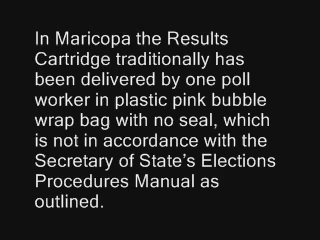 In Maricopa the Results
Cartridge traditionally has
been delivered by one poll
worker in plastic pink bubble
wrap bag with no seal, which
is not in accordance with the
Secretary of State's Elections
Procedures Manual as
outlined.